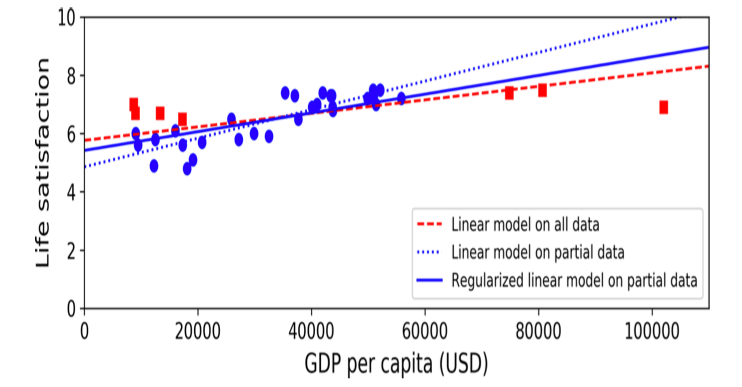 10
8
6
4
2
0
Life satisfaction
Linear model on all data
Linear model on partial data
Regularized linear model on partial data
0 20000 40000 60000 80000 100000
GDP per capita (USD)